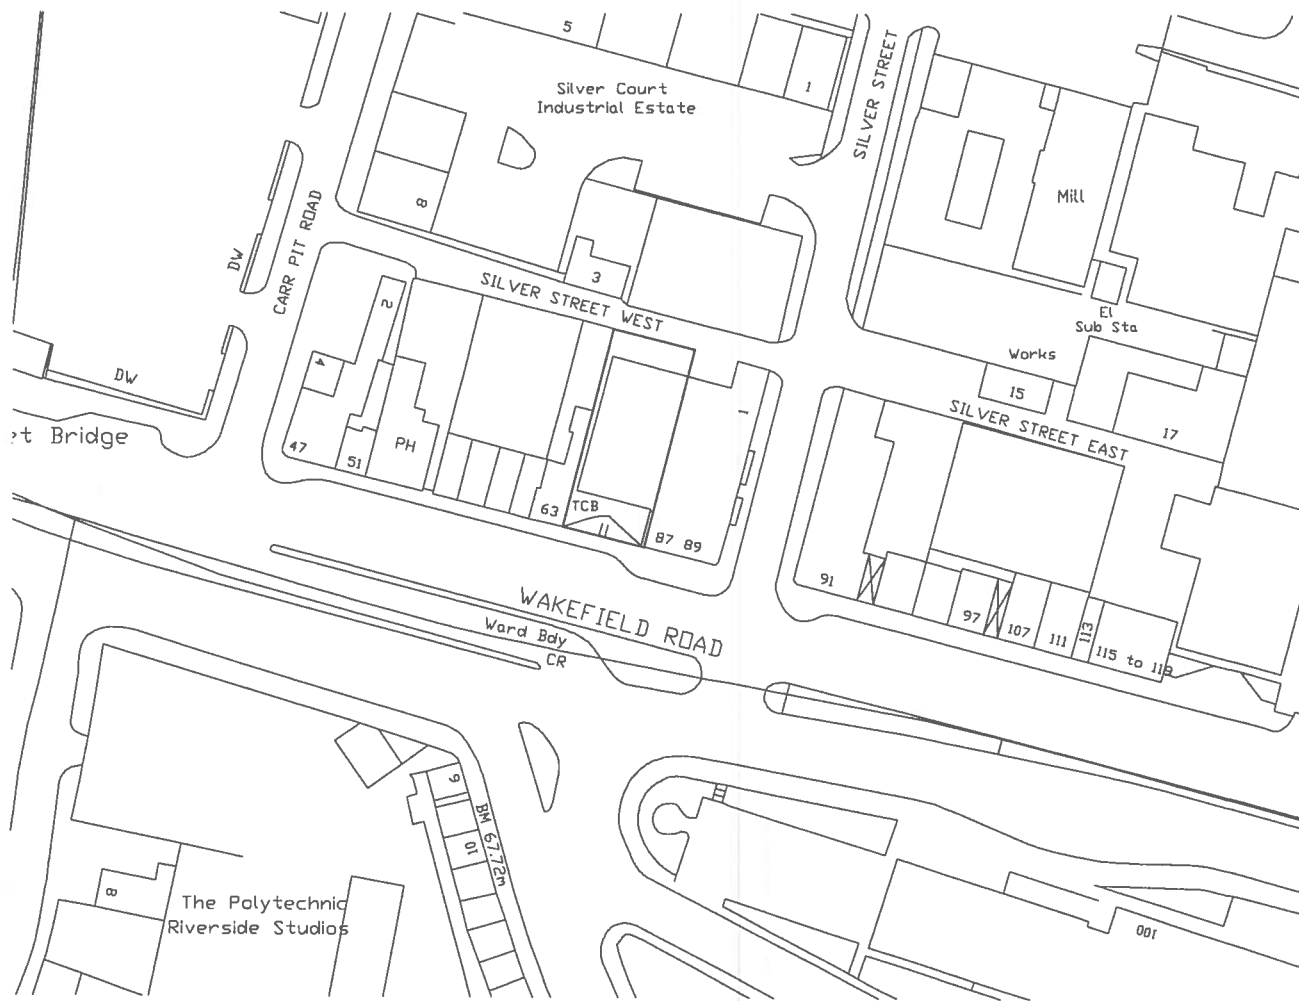 5
Silver Court
Industrial Estate
1
SILVER STREET
Mill
8
CARR PIT ROAD
DW
3
SILVER STREET WEST
2
El
Sub Sta
4
Works
DW
15
1
SILVER STREET EAST
17
et Bridge
47
51
PH
63
TCB
87 89
91
WAKEFIELD ROAD
Ward Bdy
CR
97
107
111
113
115 to 119
6
BM 67.72m
10
8
The Polytechnic
Riverside Studios
100